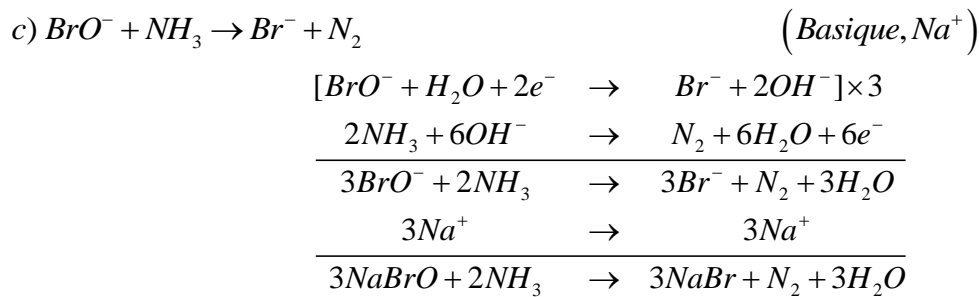 c) BrO⁻ + NH₃ → Br⁻ + N₂ (Basique, Na⁺)
[BrO⁻ + H₂O + 2e⁻ → Br⁻ + 2OH⁻]×3
2NH₃ + 6OH⁻ → N₂ + 6H₂O + 6e⁻
3BrO⁻ + 2NH₃ → 3Br⁻ + N₂ + 3H₂O
3Na⁺ → 3Na⁺
3NaBrO + 2NH₃ → 3NaBr + N₂ + 3H₂O